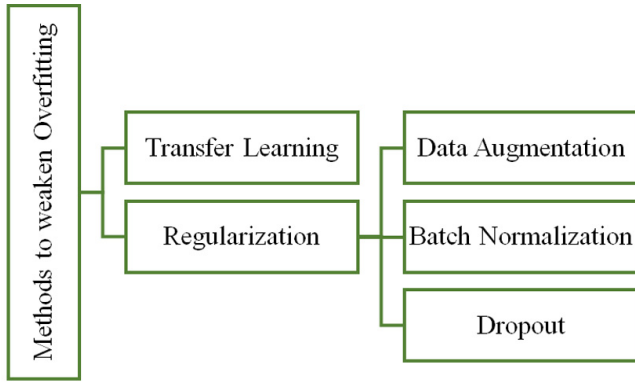 Methods to weaken Overfitting
Transfer Learning
Regularization
Data Augmentation
Batch Normalization
Dropout